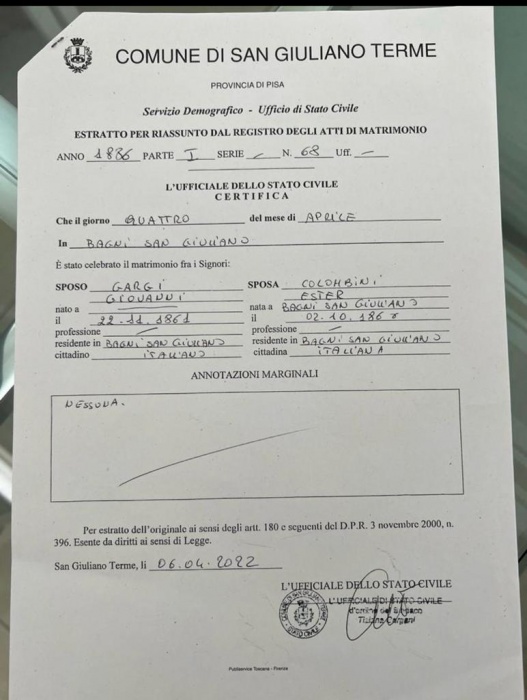 COMUNE DI SAN GIULIANO TERME
PROVINCIA DI PISA
Servizio Demografico - Ufficio di Stato Civile
ESTRATTO PER RIASSUNTO DAL REGISTRO DEGLI ATTI DI MATRIMONIO
ANNO 1886 PARTE I SERIE — N. 68 Uff. —
L'UFFICIALE DELLO STATO CIVILE
CERTIFICA
Che il giorno QUATTRO del mese di APRILE
In BAGNI SAN GIULIANO
È stato celebrato il matrimonio fra i Signori:
SPOSO GARGI
GIOVANNI
nato a
il 22-11-1861
professione —
residente in BAGNI SAN GIULIANO
cittadino ITALIANO
SPOSA COLOMBINI
ESTER
nata a BAGNI SAN GIULIANO
il 02.10.186
professione —
residente in BAGNI SAN GIULIANO
cittadina ITALIANA
ANNOTAZIONI MARGINALI
NESSUNA.
Per estratto dell'originale ai sensi degli artt. 180 e seguenti del D.P.R. 3 novembre 2000, n.
396. Esente da diritti ai sensi di Legge.
San Giuliano Terme, li 06.04.2022
L'UFFICIALE DELLO STATO CIVILE
L'UFFICIALE DI STATO CIVILE
d'ordine del Sindaco